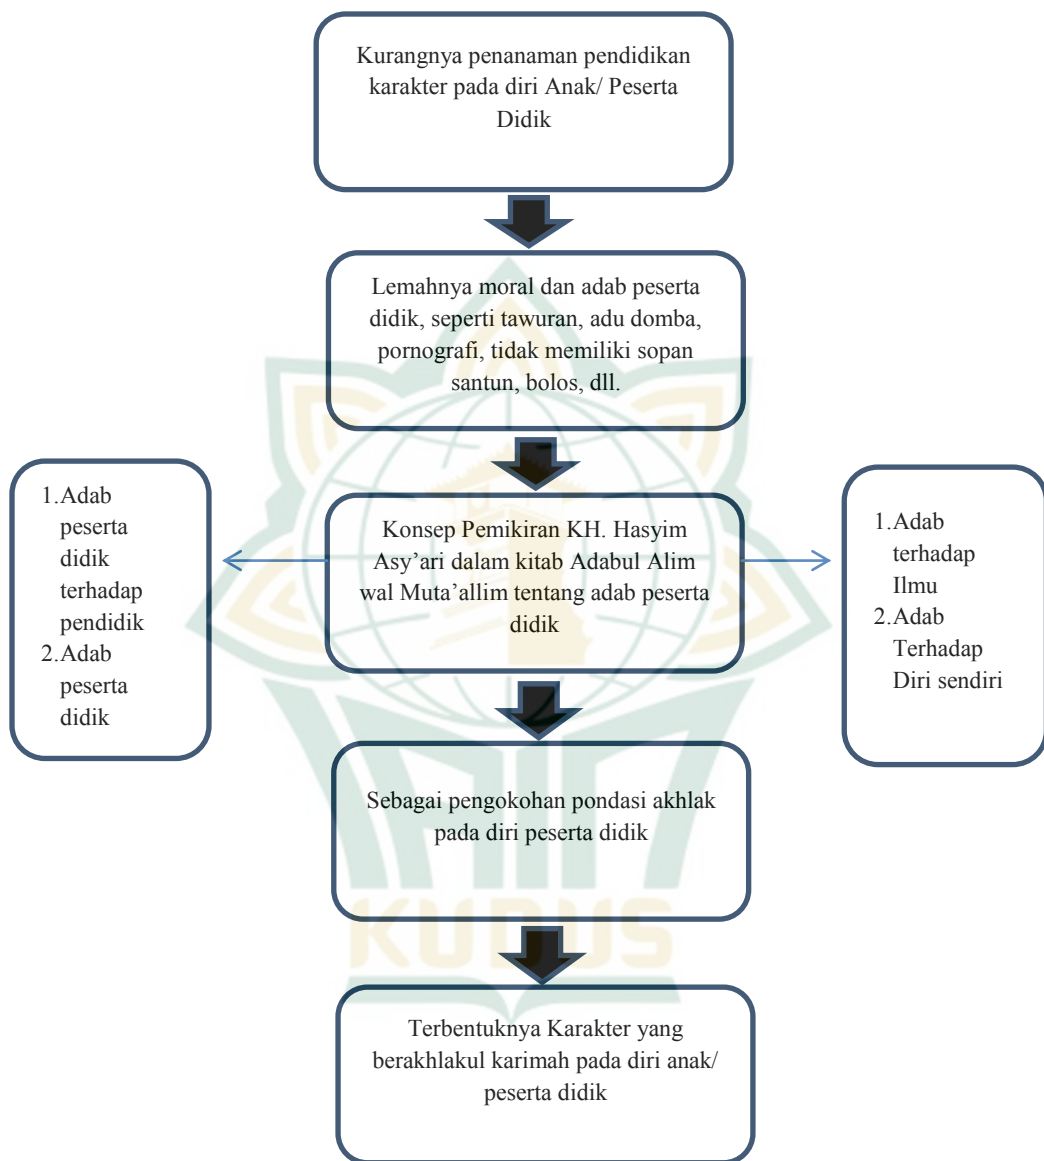 Kurangnya penanaman pendidikan
karakter pada diri Anak/ Peserta
Didik
Lemahnya moral dan adab peserta
didik, seperti tawuran, adu domba,
pornografi, tidak memiliki sopan
santun, bolos, dll.
1.Adab
peserta
didik
terhadap
pendidik
2.Adab
peserta
didik
Konsep Pemikiran KH. Hasyim
Asy’ari dalam kitab Adabul Alim
wal Muta’allim tentang adab peserta
didik
1.Adab
terhadap
Ilmu
2.Adab
Terhadap
Diri sendiri
Sebagai pengokohan pondasi akhlak
pada diri peserta didik
KUDUS
Terbentuknya Karakter yang
berakhlakul karimah pada diri anak/
peserta didik